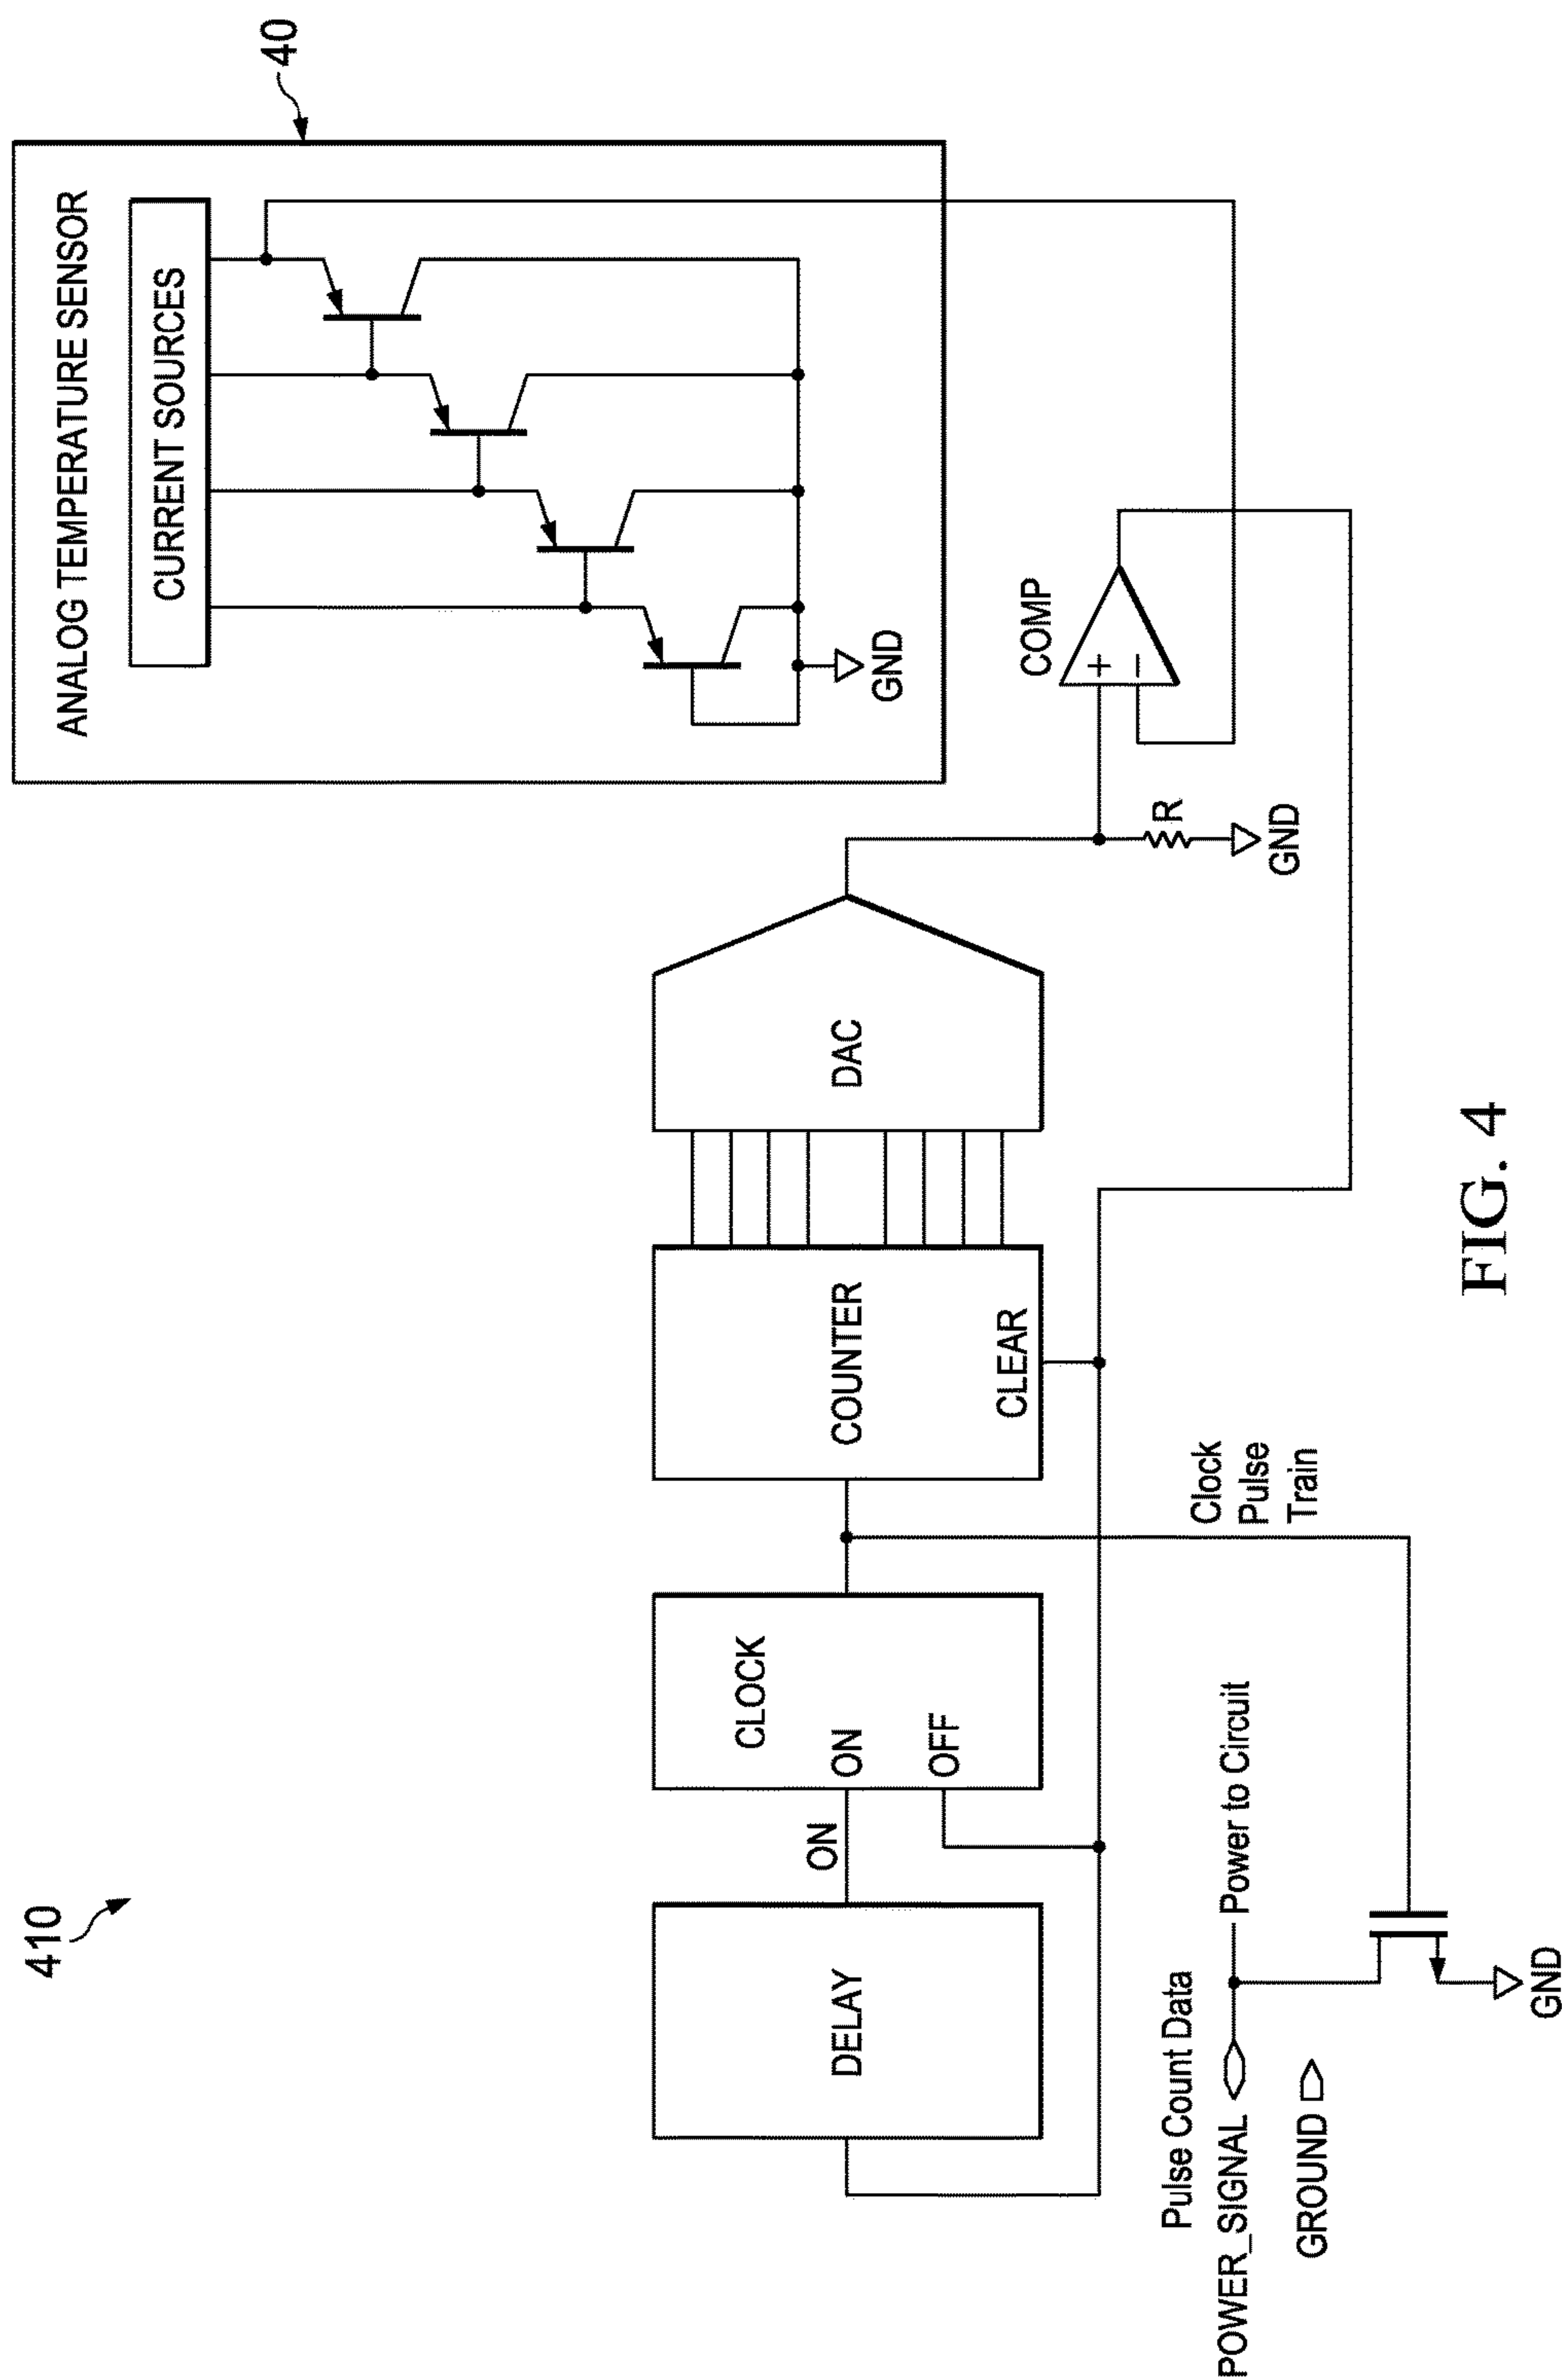 410
40
ANALOG TEMPERATURE SENSOR
CURRENT SOURCES
GND
COMP
+
−
R
GND
DAC
COUNTER
CLEAR
CLOCK
ON
OFF
ON
DELAY
Clock
Pulse
Train
Pulse Count Data
POWER_SIGNAL
Power to Circuit
GROUND
GND
FIG. 4